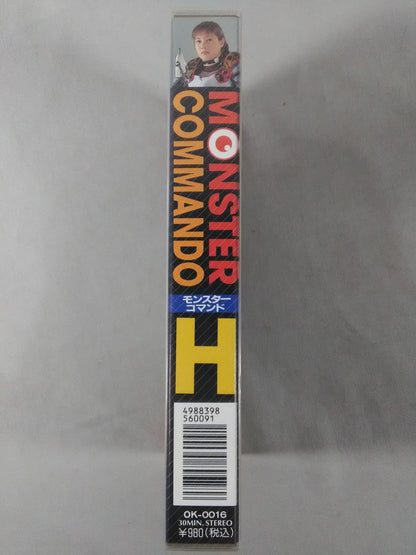 MONSTER
COMMANDO
モンスター
コマンド
H
4988398
560091
OK-0016
30MIN. STEREO
¥980(税込)